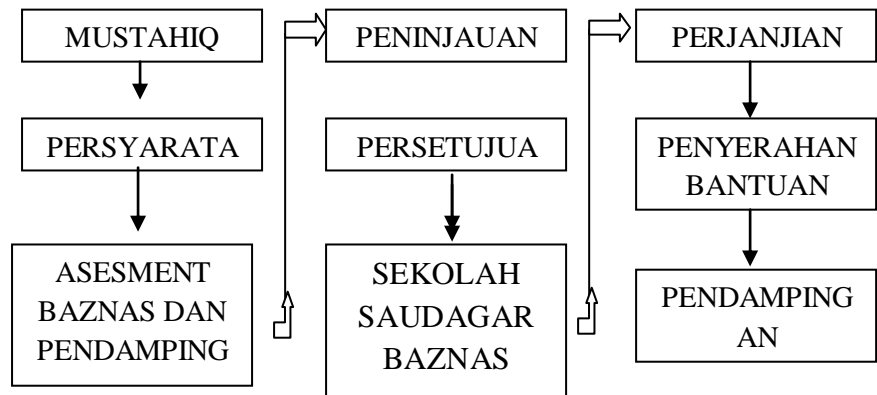 MUSTAHIQ
PERSYARATA
ASESMENT
BAZNAS DAN
PENDAMPING
PENINJAUAN
PERSETUJUA
SEKOLAH
SAUDAGAR
BAZNAS
PERJANJIAN
PENYERAHAN
BANTUAN
PENDAMPING
AN